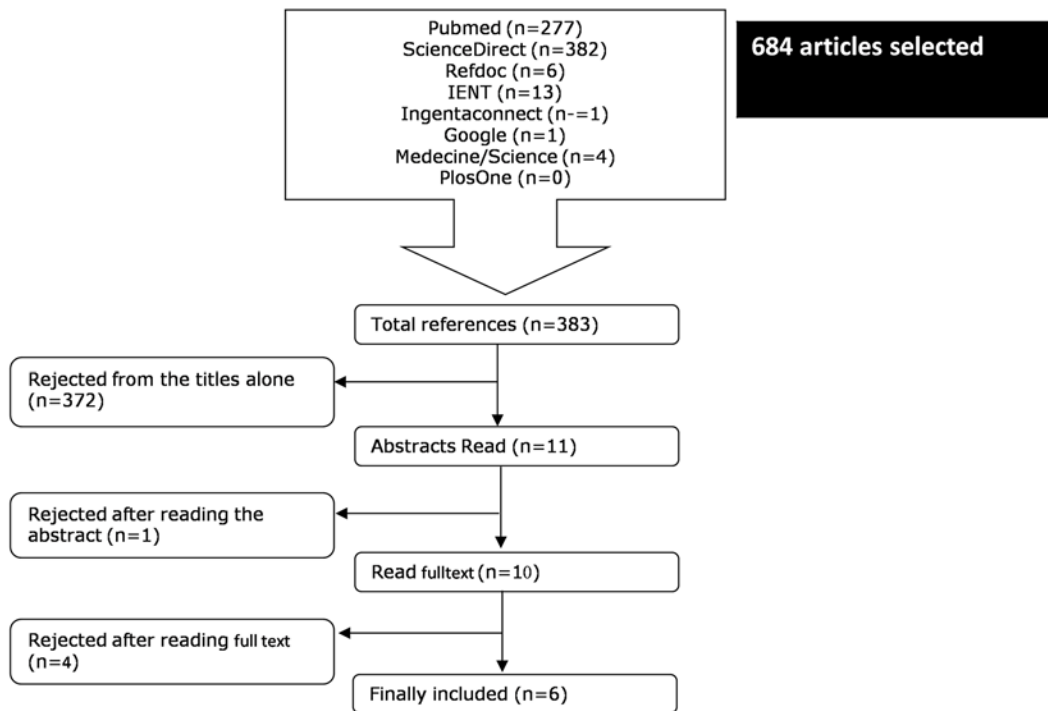 Pubmed (n=277)
ScienceDirect (n=382)
Refdoc (n=6)
IENT (n=13)
Ingentaconnect (n-=1)
Google (n=1)
Medecine/Science (n=4)
PlosOne (n=0)
684 articles selected
Total references (n=383)
Rejected from the titles alone
(n=372)
Abstracts Read (n=11)
Rejected after reading the
abstract (n=1)
Read fulltext (n=10)
Rejected after reading full text
(n=4)
Finally included (n=6)